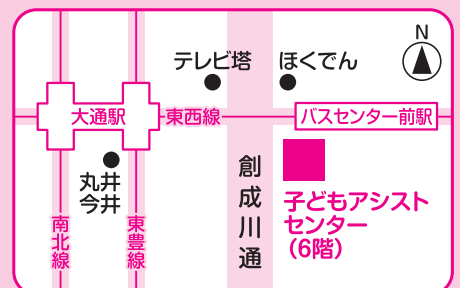 N
テレビ塔
ほくでん
大通駅
東西線
バスセンター前駅
丸井
今井
創成川通
子どもアシスト
センター
(6階)
南北線
東豊線